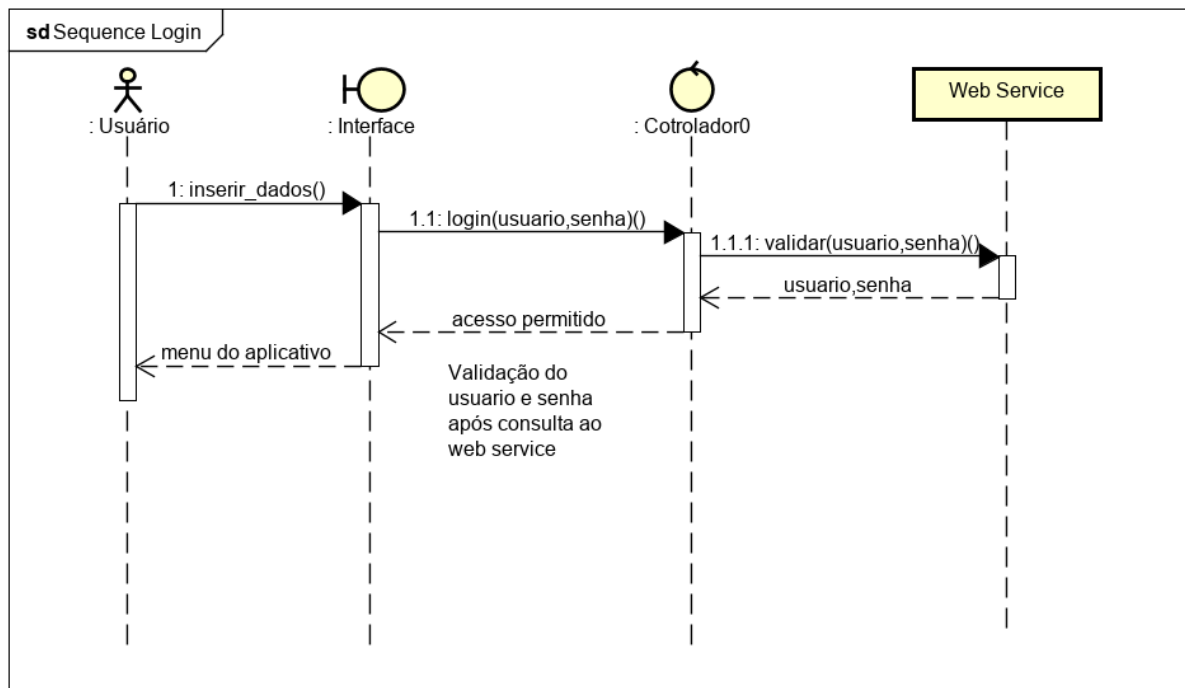 sd Sequence Login
: Usuário
: Interface
: Cotrolador0
Web Service
1: inserir_dados()
1.1: login(usuario,senha)()
1.1.1: validar(usuario,senha)()
usuario,senha
acesso permitido
menu do aplicativo
Validação do
usuario e senha
após consulta ao
web service